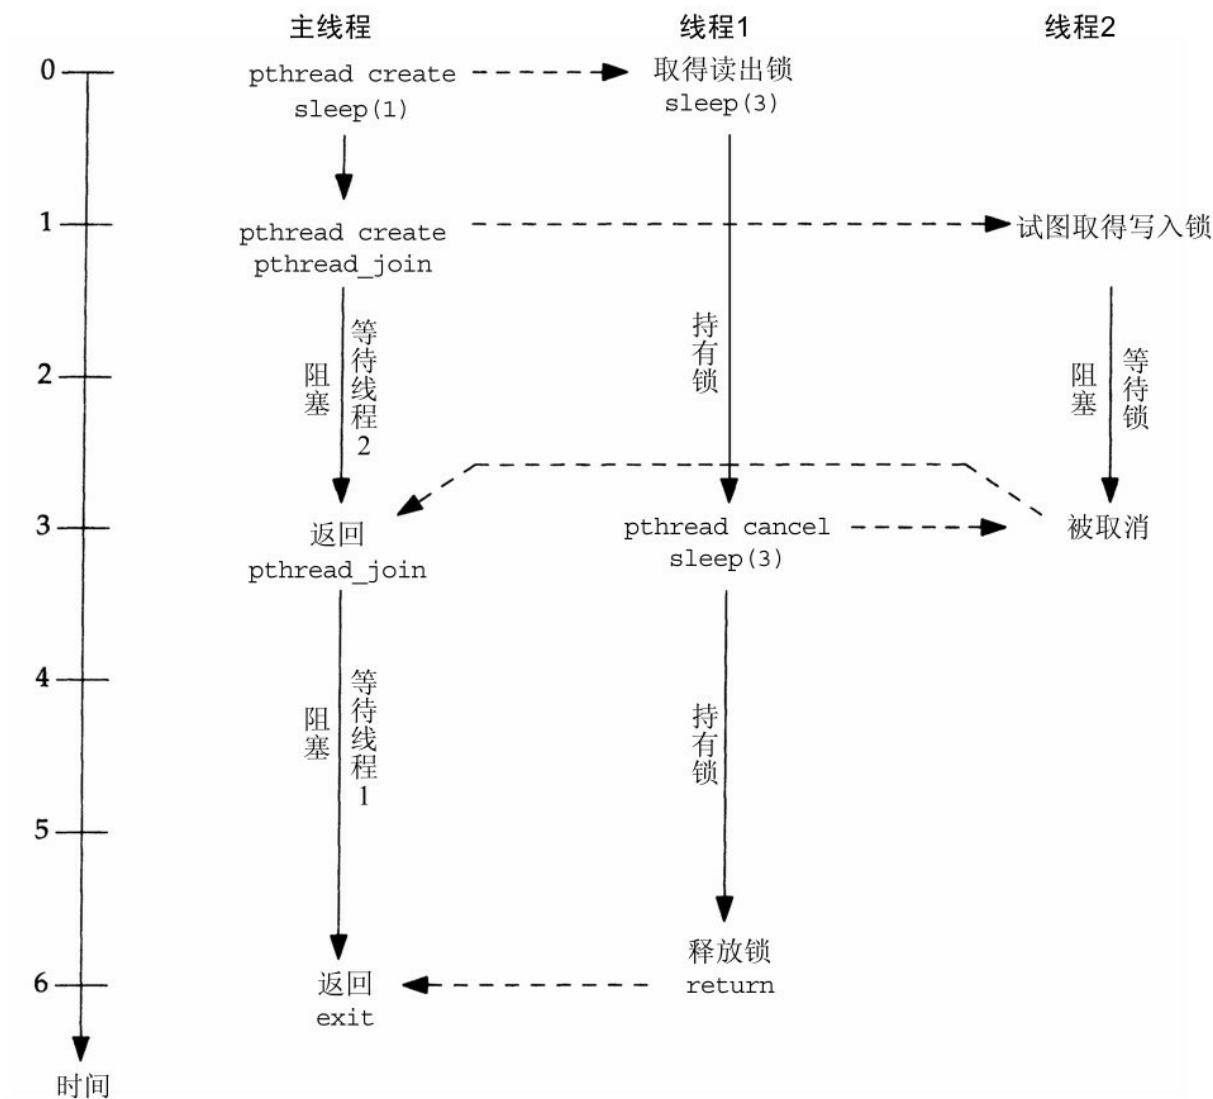 主线程
线程1
线程2
0
pthread create
sleep(1)
取得读出锁
sleep(3)
1
pthread create
pthread_join
试图取得写入锁
2
阻塞
等待线程2
持有锁
阻塞
等待锁
3
返回
pthread_join
pthread cancel
sleep(3)
被取消
4
阻塞
等待线程1
持有锁
5
6
返回
exit
释放锁
return
时间